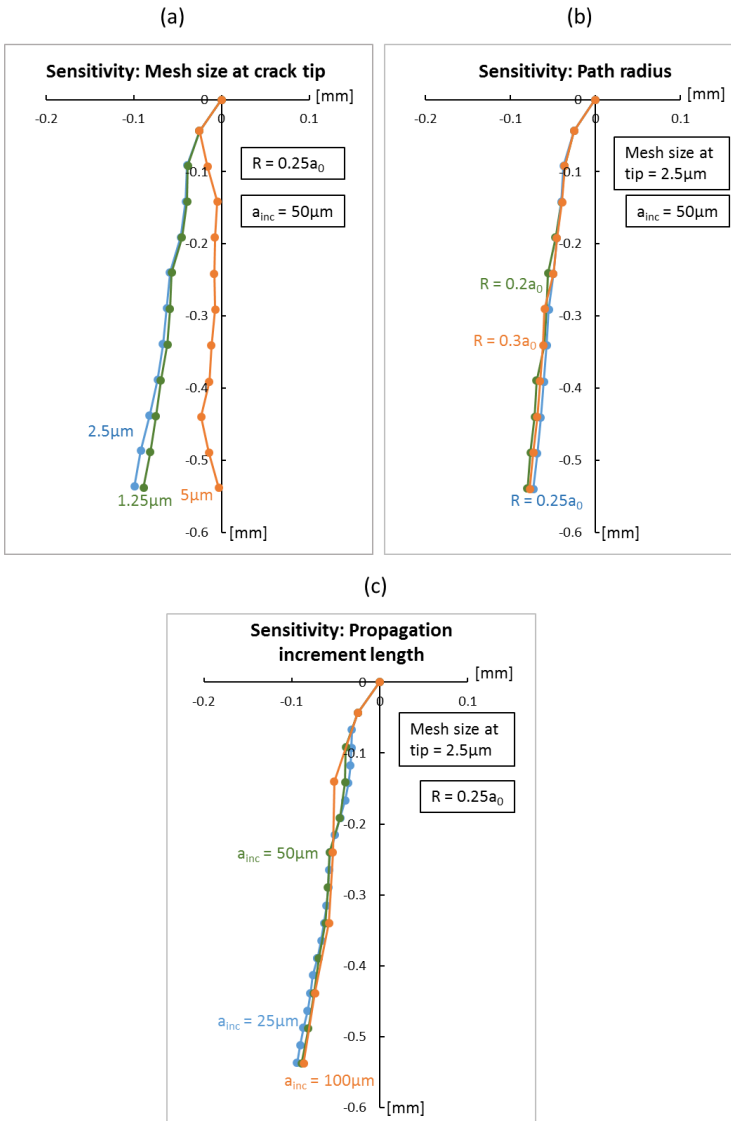 (a)
Sensitivity: Mesh size at crack tip
[mm]
-0.2
-0.1
0
0.1
R = 0.25a₀
a_inc = 50µm
-0.1
-0.2
-0.3
-0.4
-0.5
-0.6
2.5µm
1.25µm
5µm
[mm]
(b)
Sensitivity: Path radius
[mm]
-0.2
-0.1
0
0.1
Mesh size at
tip = 2.5µm
a_inc = 50µm
-0.1
-0.2
-0.3
-0.4
-0.5
-0.6
R = 0.2a₀
R = 0.3a₀
R = 0.25a₀
[mm]
(c)
Sensitivity: Propagation
increment length
[mm]
-0.2
-0.1
0
0.1
Mesh size at
tip = 2.5µm
R = 0.25a₀
-0.1
-0.2
-0.3
-0.4
-0.5
-0.6
a_inc = 50µm
a_inc = 25µm
a_inc = 100µm
[mm]